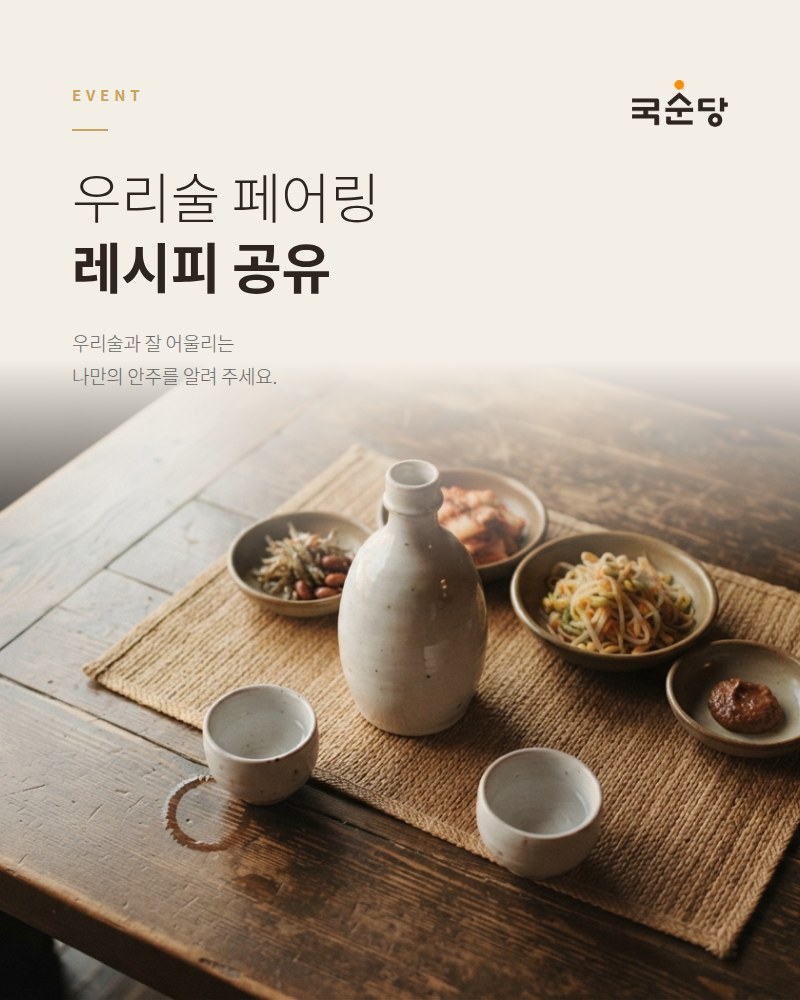 EVENT
국순당
우리술 페어링
레시피 공유
우리술과 잘 어울리는
나만의 안주를 알려 주세요.